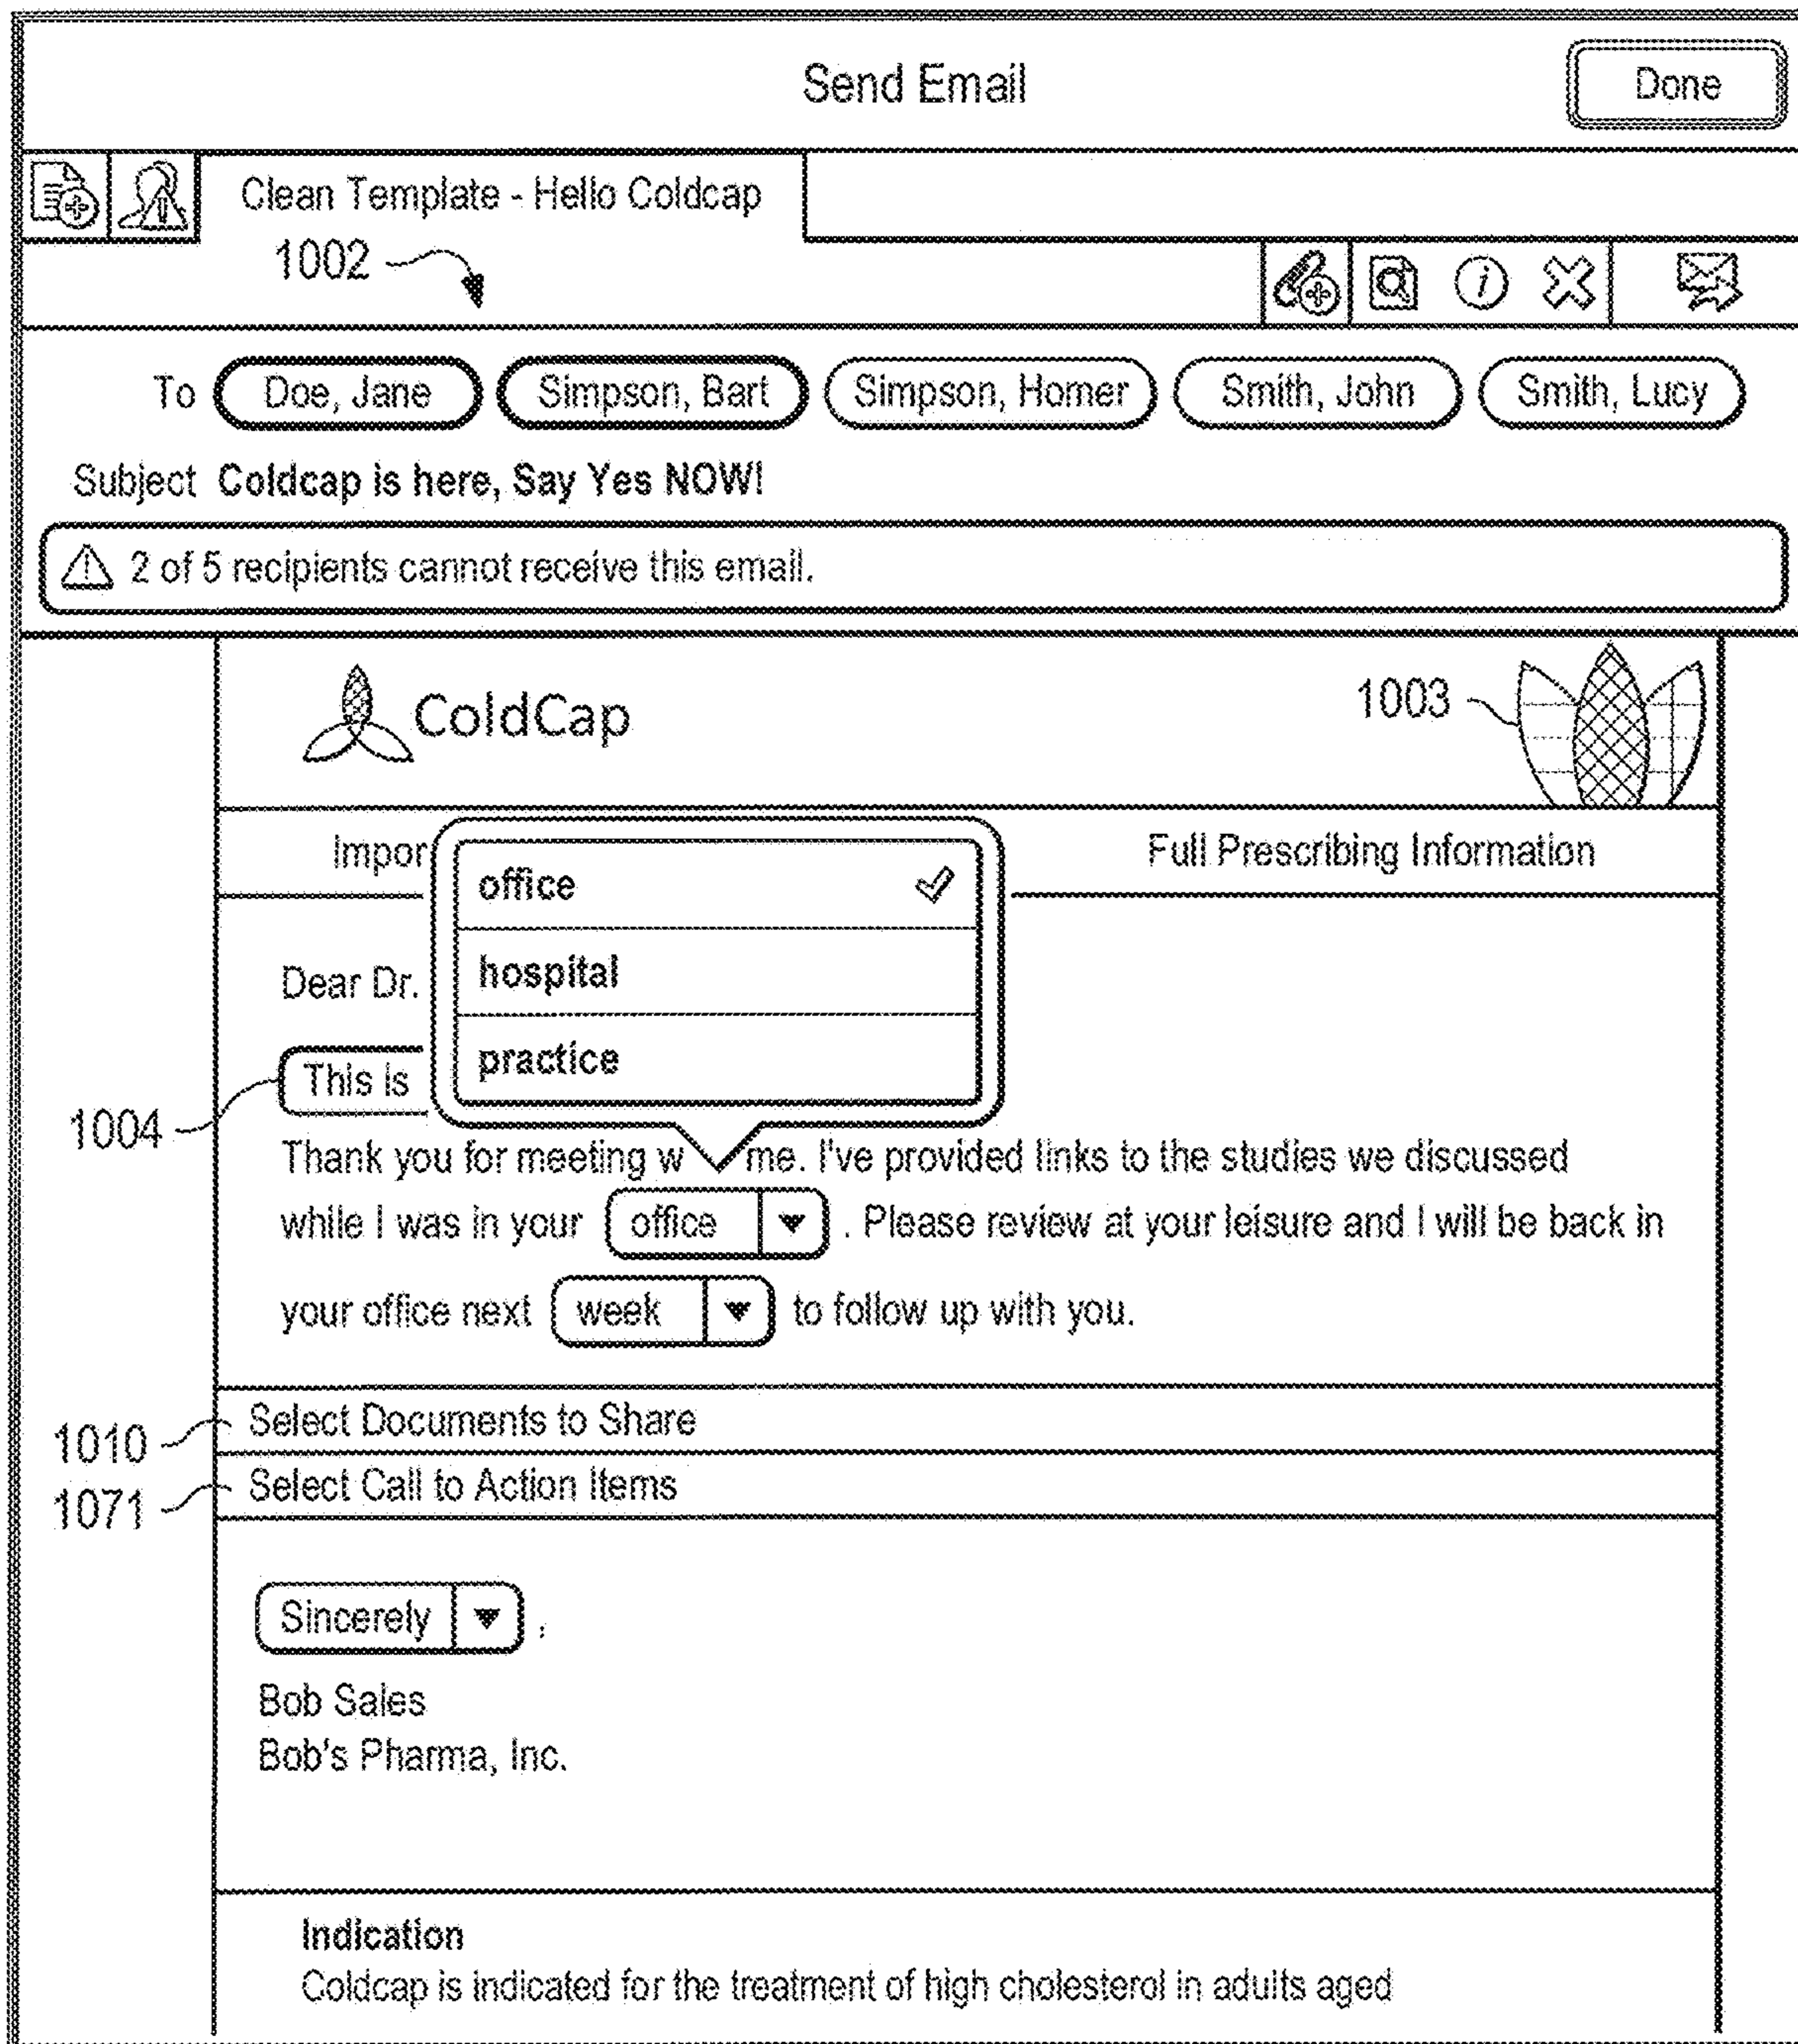 Send Email Done
Clean Template - Hello Coldcap
1002
To Doe, Jane Simpson, Bart Simpson, Homer Smith, John Smith, Lucy
Subject Coldcap is here, Say Yes NOW!
2 of 5 recipients cannot receive this email.
ColdCap 1003
Impor Full Prescribing Information
office
hospital
practice
Dear Dr.
This is
1004
Thank you for meeting w me. I've provided links to the studies we discussed
while I was in your office . Please review at your leisure and I will be back in
your office next week to follow up with you.
1010 Select Documents to Share
1071 Select Call to Action Items
Sincerely ,
Bob Sales
Bob's Pharma, Inc.
Indication
Coldcap is indicated for the treatment of high cholesterol in adults aged